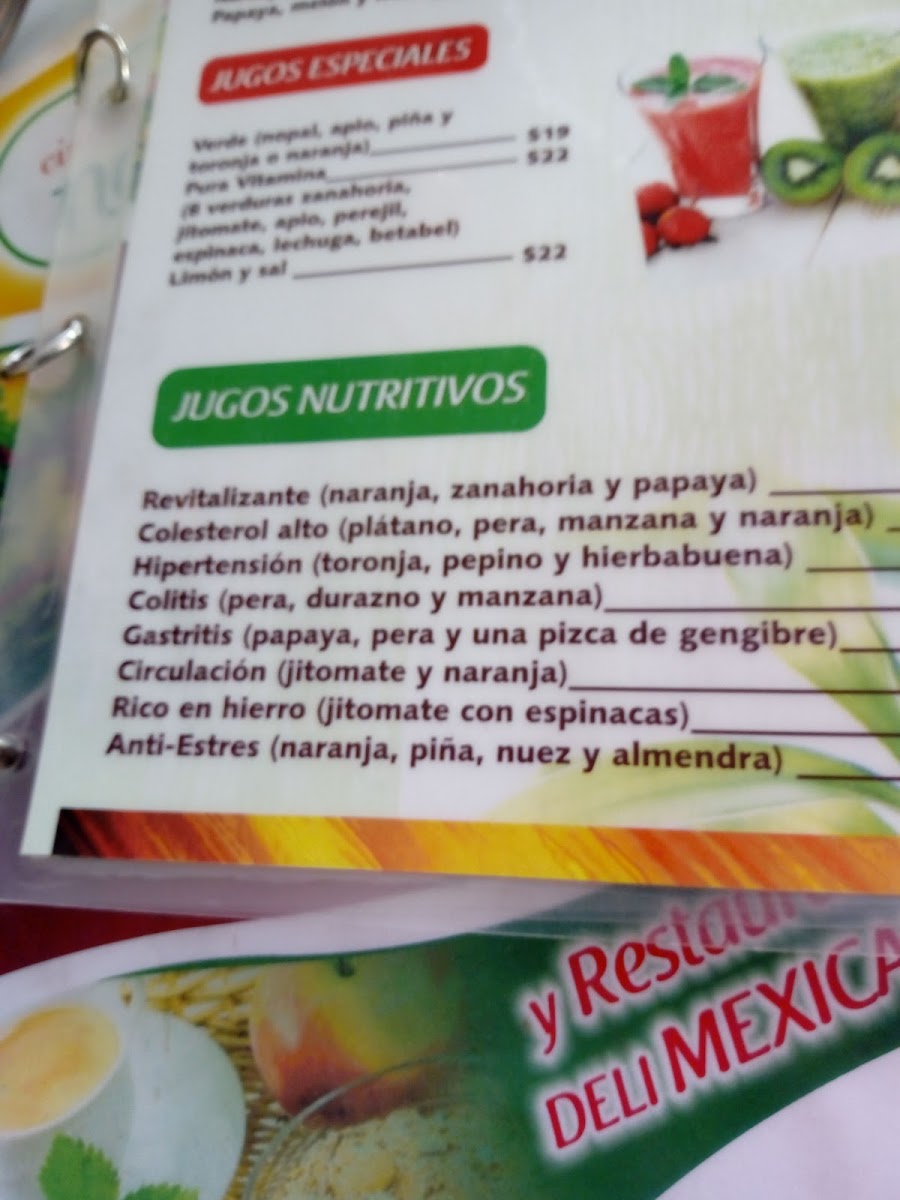 Papaya, melón y
JUGOS ESPECIALES
Verde (nopal, apio, piña y
toronja o naranja) $19
Pura Vitamina $22
(8 verduras zanahoria,
jitomate, apio, perejil,
espinaca, lechuga, betabel)
Limón y sal $22
JUGOS NUTRITIVOS
Revitalizante (naranja, zanahoria y papaya)
Colesterol alto (plátano, pera, manzana y naranja)
Hipertensión (toronja, pepino y hierbabuena)
Colitis (pera, durazno y manzana)
Gastritis (papaya, pera y una pizca de gengibre)
Circulación (jitomate y naranja)
Rico en hierro (jitomate con espinacas)
Anti-Estres (naranja, piña, nuez y almendra)
y Restaur
DELI MEXICA